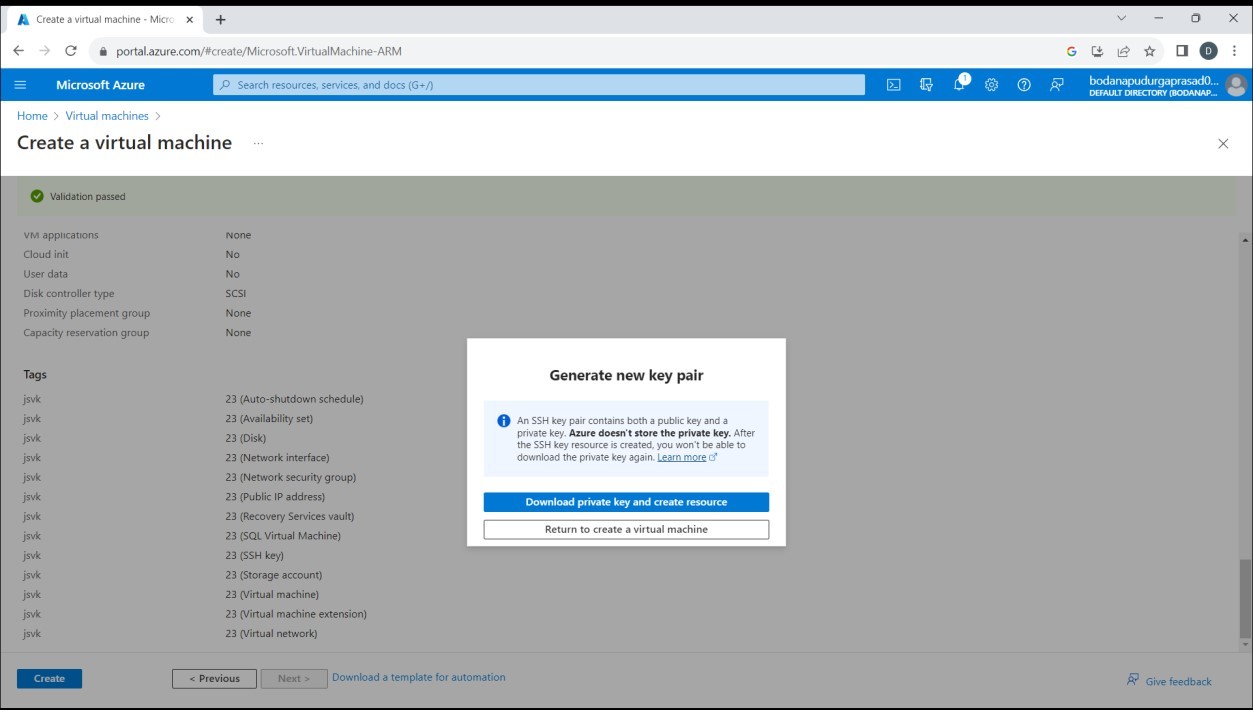 Create a virtual machine - Micro
portal.azure.com/#create/Microsoft.VirtualMachine-ARM
G
D
Microsoft Azure
Search resources, services, and docs (G+/)
1
bodanapudurgaprasad0...
DEFAULT DIRECTORY (BODANAP...
Home > Virtual machines >
Create a virtual machine ...
Validation passed
VM applications None
Cloud init No
User data No
Disk controller type SCSI
Proximity placement group None
Capacity reservation group None
Tags
jsvk 23 (Auto-shutdown schedule)
jsvk 23 (Availability set)
jsvk 23 (Disk)
jsvk 23 (Network interface)
jsvk 23 (Network security group)
jsvk 23 (Public IP address)
jsvk 23 (Recovery Services vault)
jsvk 23 (SQL Virtual Machine)
jsvk 23 (SSH key)
jsvk 23 (Storage account)
jsvk 23 (Virtual machine)
jsvk 23 (Virtual machine extension)
jsvk 23 (Virtual network)
Generate new key pair
An SSH key pair contains both a public key and a
private key. Azure doesn't store the private key. After
the SSH key resource is created, you won't be able to
download the private key again. Learn more
Download private key and create resource
Return to create a virtual machine
Create < Previous Next > Download a template for automation Give feedback